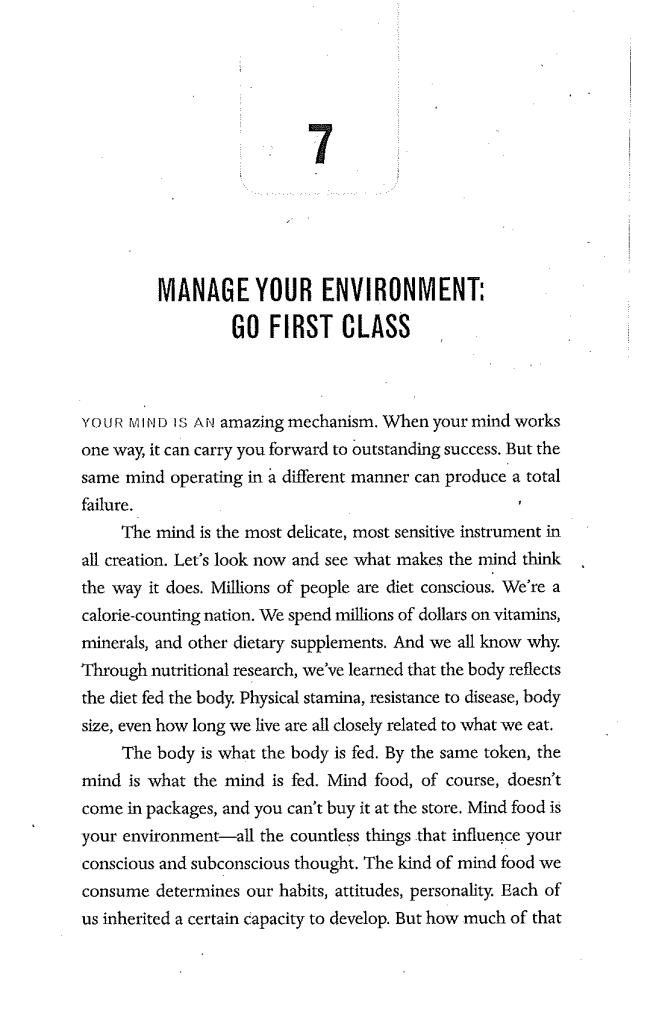 7
MANAGE YOUR ENVIRONMENT:
GO FIRST CLASS
YOUR MIND IS AN amazing mechanism. When your mind works
one way, it can carry you forward to outstanding success. But the
same mind operating in a different manner can produce a total
failure.
The mind is the most delicate, most sensitive instrument in
all creation. Let's look now and see what makes the mind think
the way it does. Millions of people are diet conscious. We're a
calorie-counting nation. We spend millions of dollars on vitamins,
minerals, and other dietary supplements. And we all know why.
Through nutritional research, we've learned that the body reflects
the diet fed the body. Physical stamina, resistance to disease, body
size, even how long we live are all closely related to what we eat.
The body is what the body is fed. By the same token, the
mind is what the mind is fed. Mind food, of course, doesn't
come in packages, and you can't buy it at the store. Mind food is
your environment—all the countless things that influence your
conscious and subconscious thought. The kind of mind food we
consume determines our habits, attitudes, personality. Each of
us inherited a certain capacity to develop. But how much of that